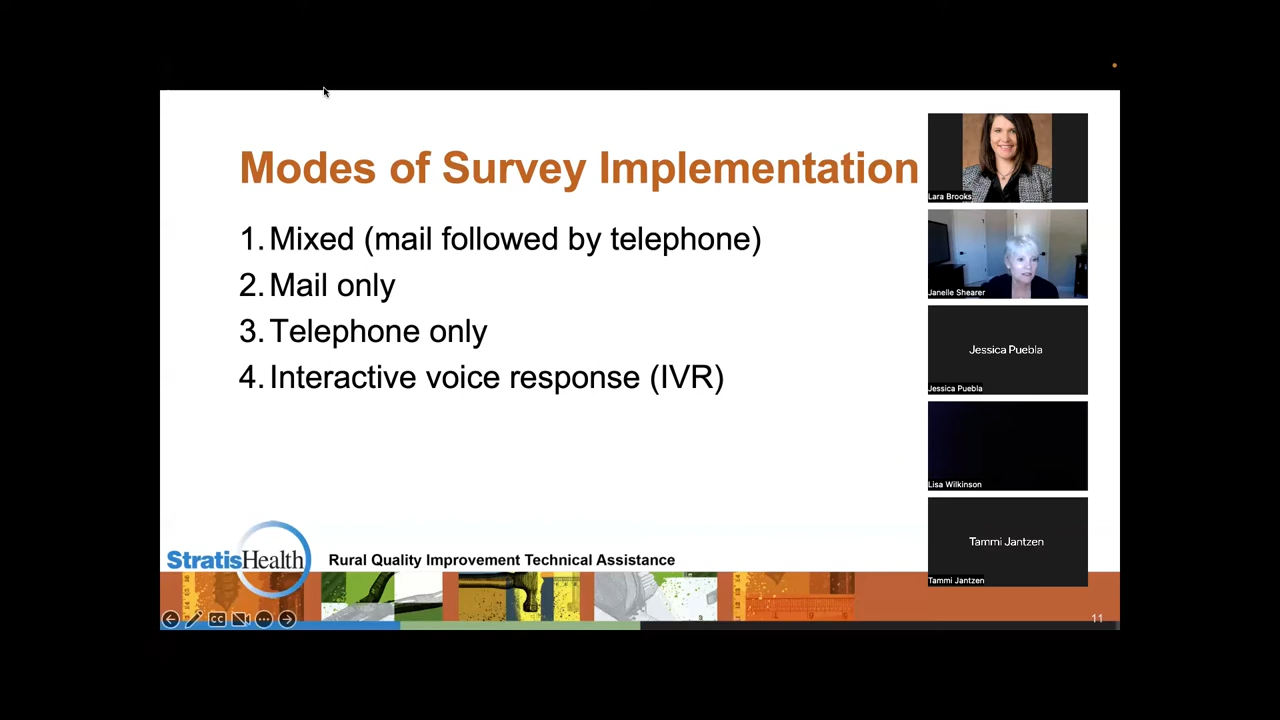 Modes of Survey Implementation
1. Mixed (mail followed by telephone)
2. Mail only
3. Telephone only
4. Interactive voice response (IVR)
Lara Brooks
Janelle Shearer
Jessica Puebla
Jessica Puebla
Lisa Wilkinson
Tammi Jantzen
Tammi Jantzen
StratisHealth
Rural Quality Improvement Technical Assistance
CC
11